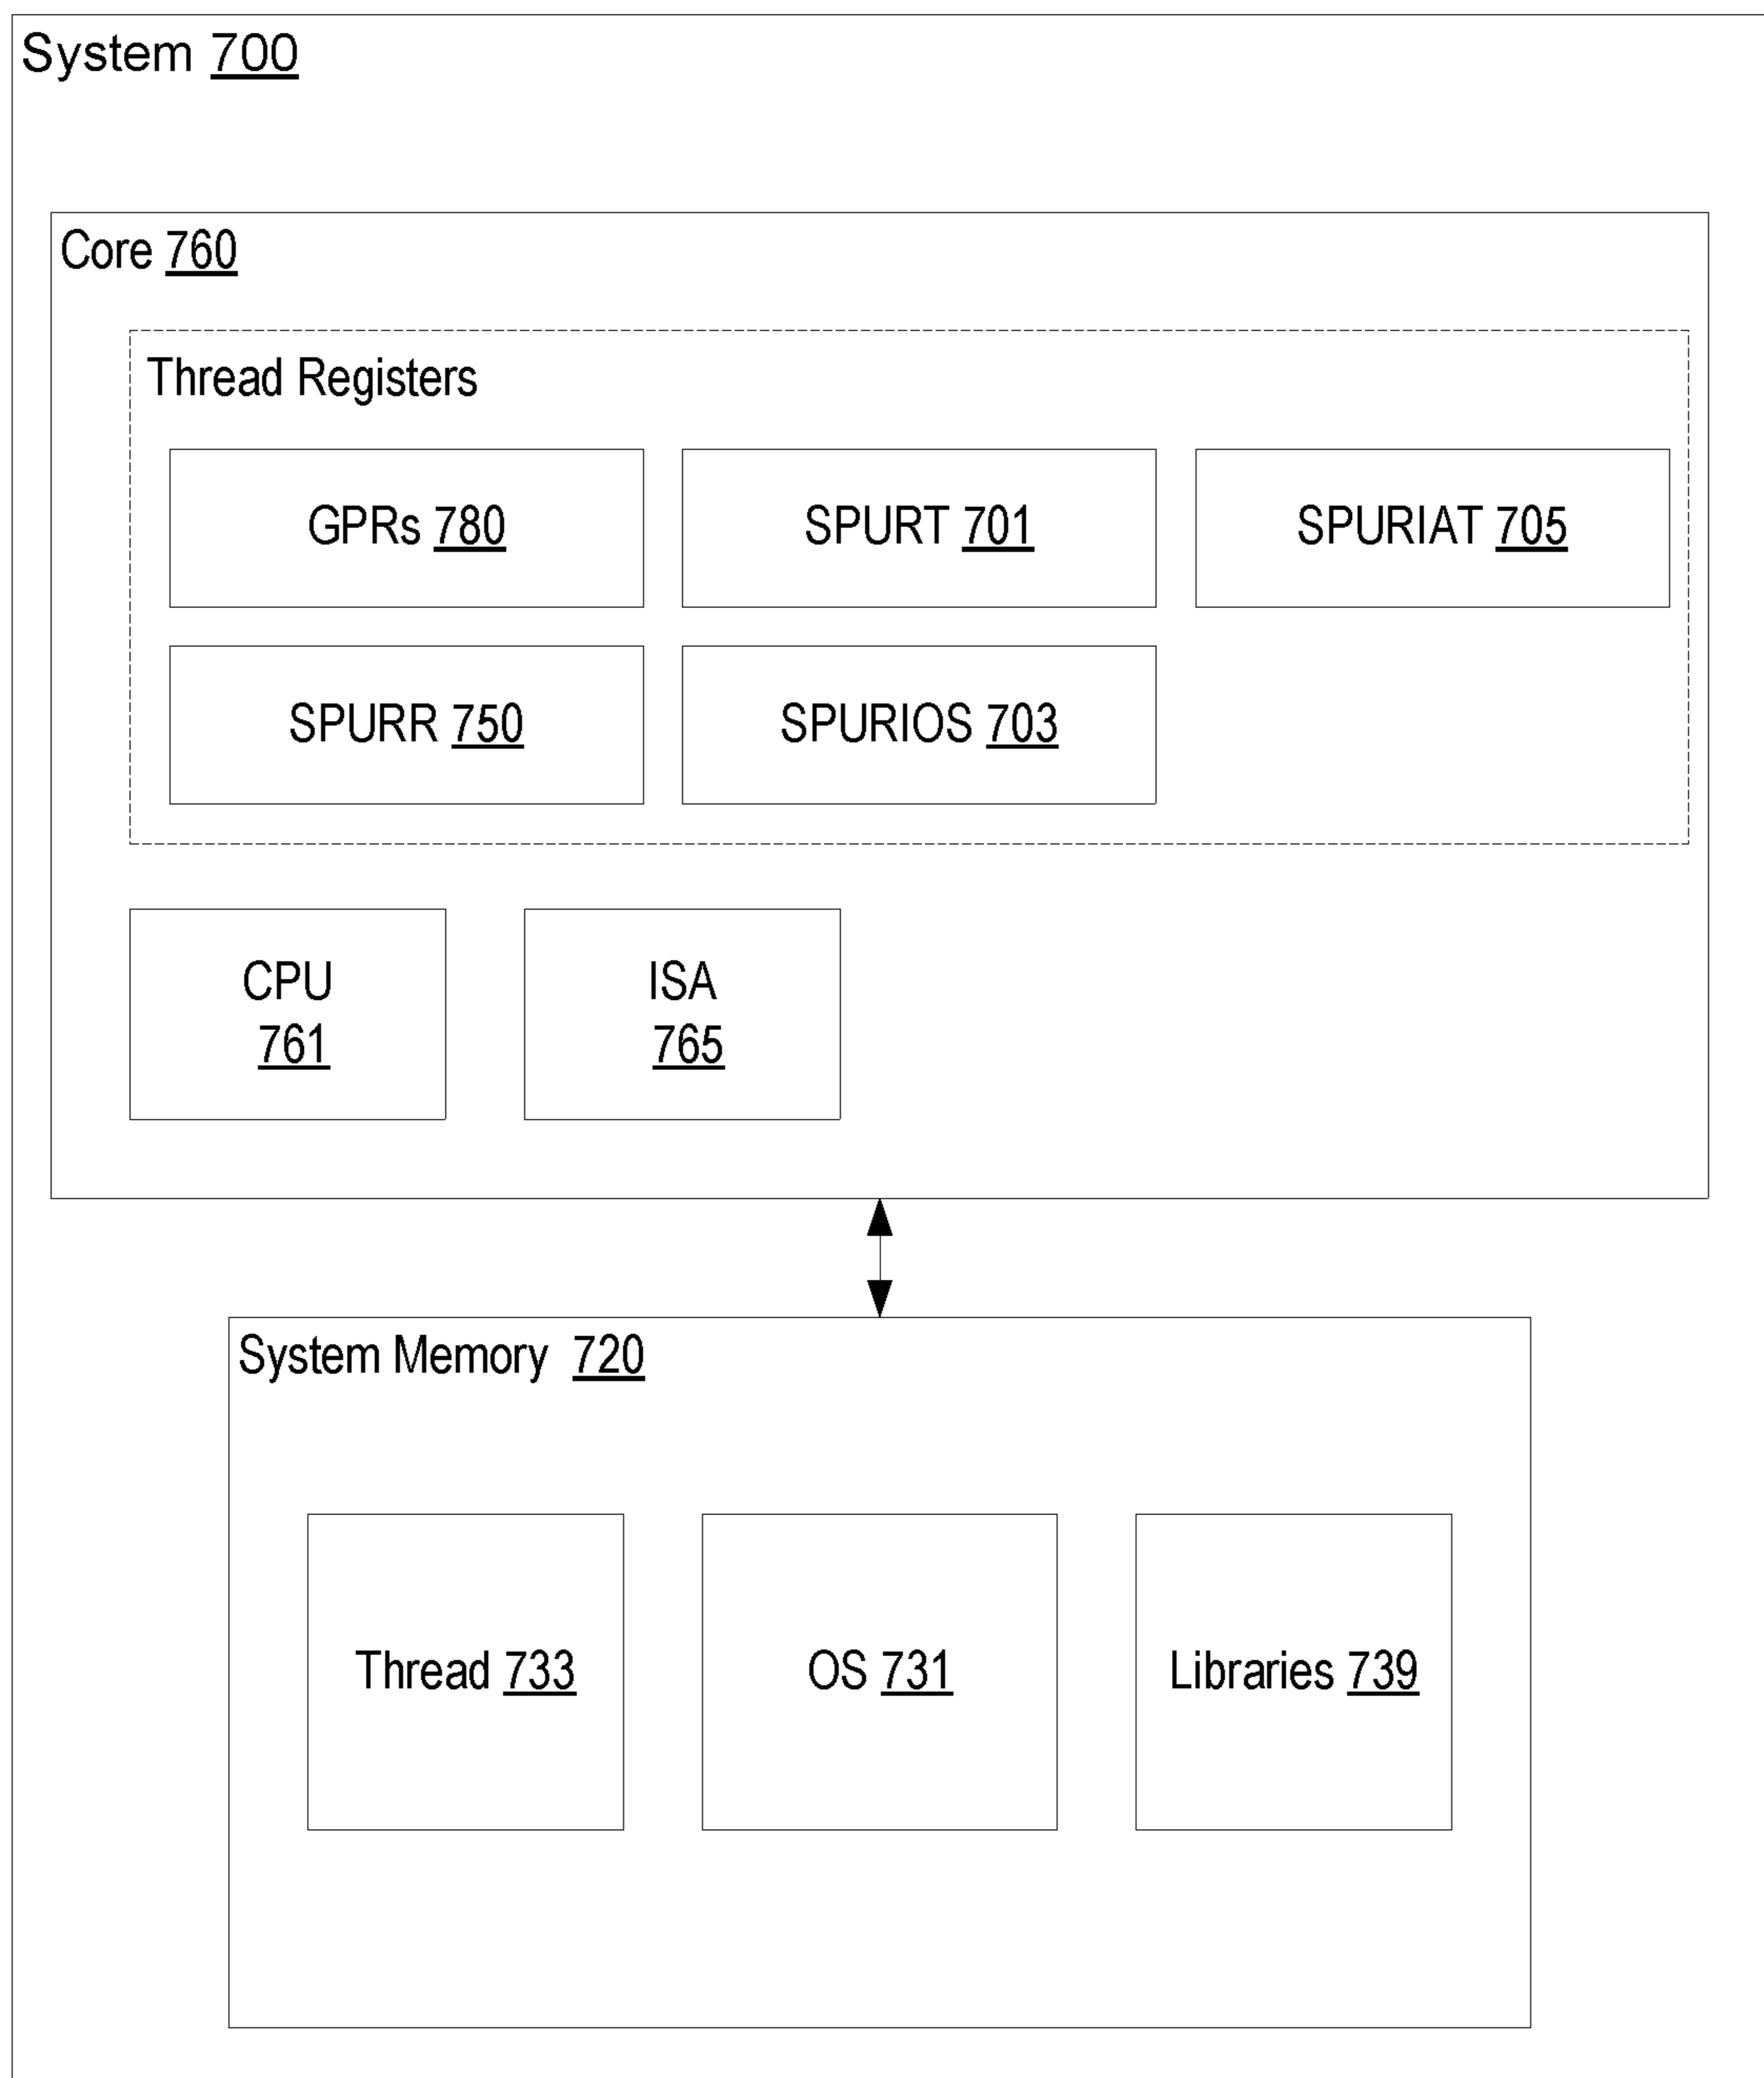 System 700
Core 760
Thread Registers
GPRs 780
SPURT 701
SPURIAT 705
SPURR 750
SPURIOS 703
CPU
761
ISA
765
System Memory 720
Thread 733
OS 731
Libraries 739